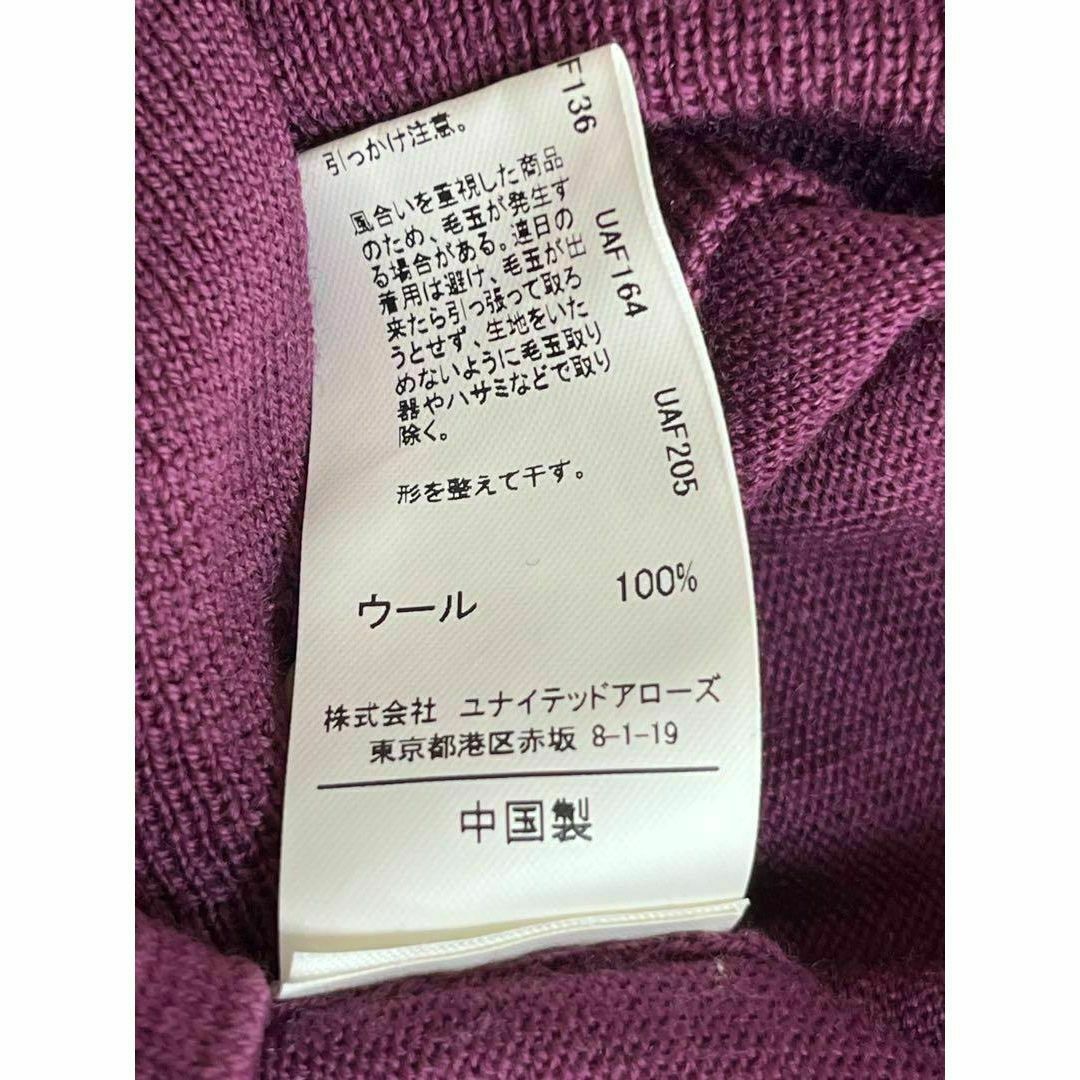 引っかけ注意。
F136
風合いを重視した商品
のため、毛玉が発生す
る場合がある。連日の
着用は避け、毛玉が出
来たら引っ張って取ろ
うとせず、生地をいた
めないように毛玉取り
器やハサミなどで取り
除く。
UAF164
形を整えて干す。
UAF205
ウール 100%
株式会社 ユナイテッドアローズ
東京都港区赤坂 8-1-19
中国製